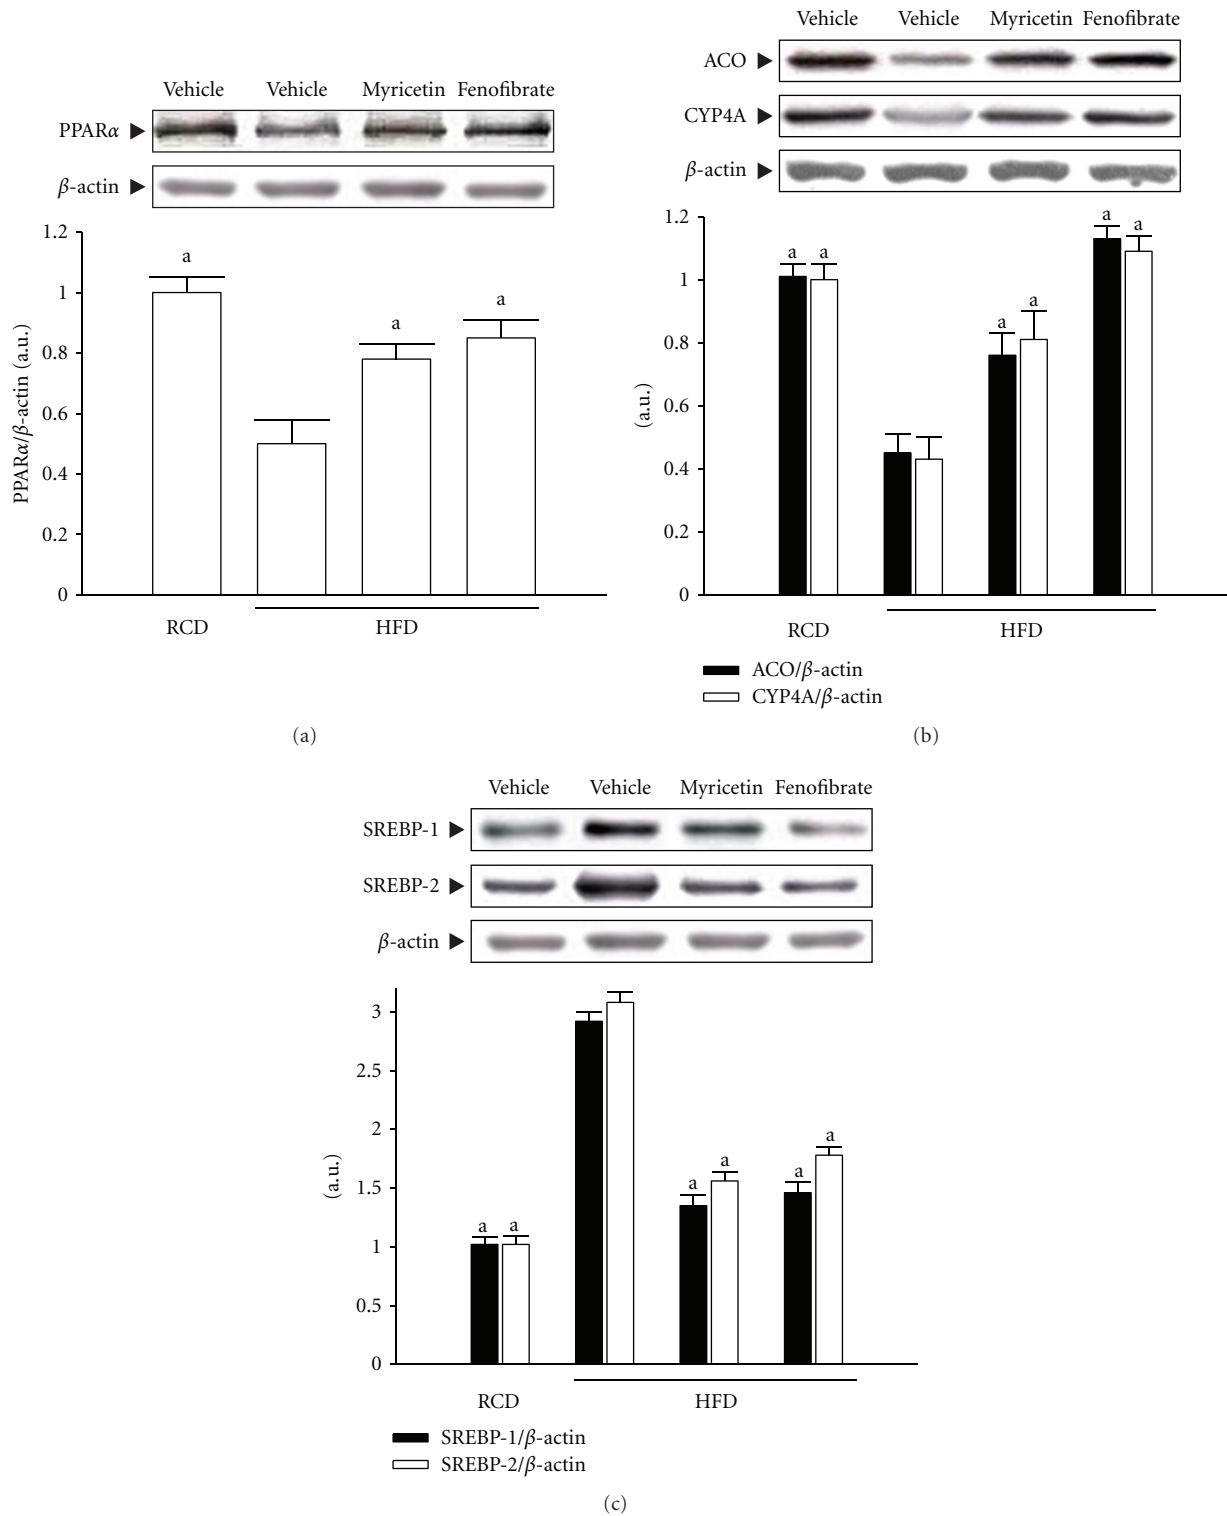 Vehicle Vehicle Myricetin Fenofibrate
PPARα
β-actin
1.2
1
0.8
0.6
0.4
0.2
0
PPARα/β-actin (a.u.)
a
a
a
RCD HFD
(a)
Vehicle Vehicle Myricetin Fenofibrate
ACO
CYP4A
β-actin
1.2
1
0.8
0.6
0.4
0.2
0
(a.u.)
a a
a a
a a
RCD HFD
ACO/β-actin
CYP4A/β-actin
(b)
Vehicle Vehicle Myricetin Fenofibrate
SREBP-1
SREBP-2
β-actin
3
2.5
2
1.5
1
0.5
0
(a.u.)
a a
a a
a a
RCD HFD
SREBP-1/β-actin
SREBP-2/β-actin
(c)